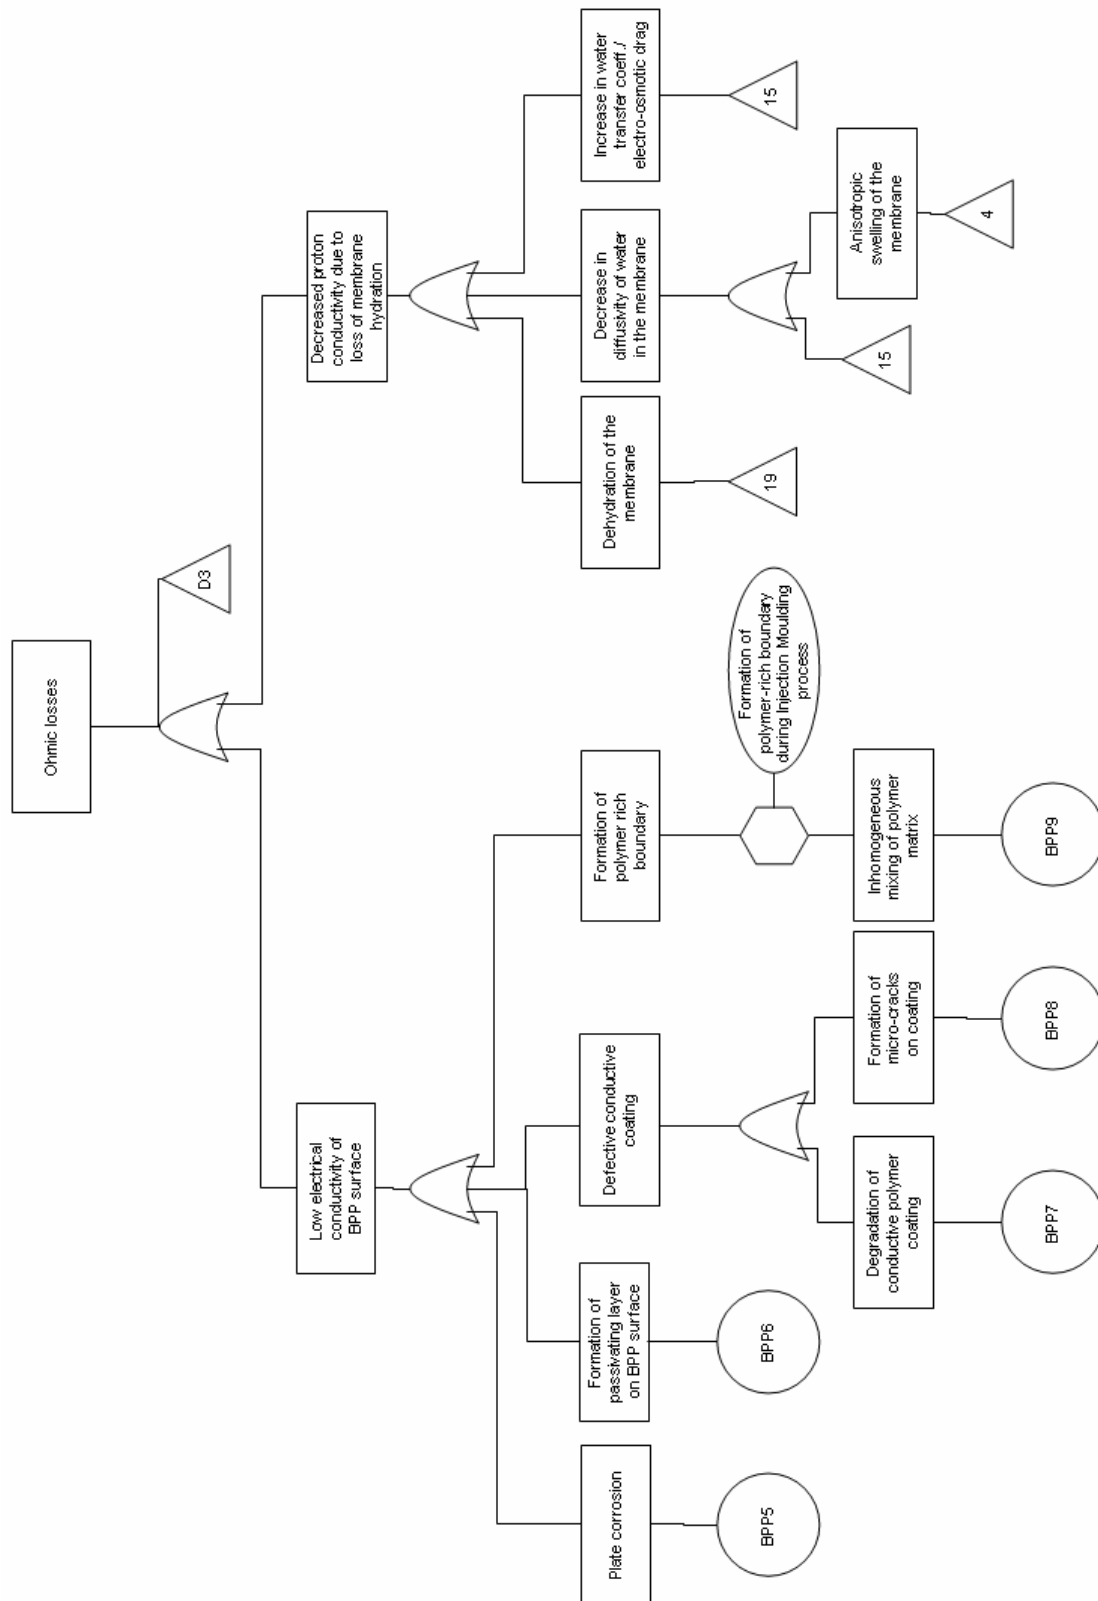 Ohmic losses
D3
Low electrical
conductivity of
BPP surface
Decreased proton
conductivity due to
loss of membrane
hydration
Plate corrosion
Formation of
passivating layer
on BPP surface
Defective conductive
coating
Formation of
polymer rich
boundary
Dehydration of the
membrane
Decrease in
diffusivity of water
in the membrane
Increase in water
transfer coeff./
electro-osmotic drag
BPP5
BPP6
Formation of
polymer-rich boundary
during Injection Moulding
process
19
15
15
Degradation of
conductive polymer
coating
Formation of
micro-cracks
on coating
Inhomogeneous
mixing of polymer
matrix
Anisotropic
swelling of the
membrane
BPP7
BPP8
BPP9
4